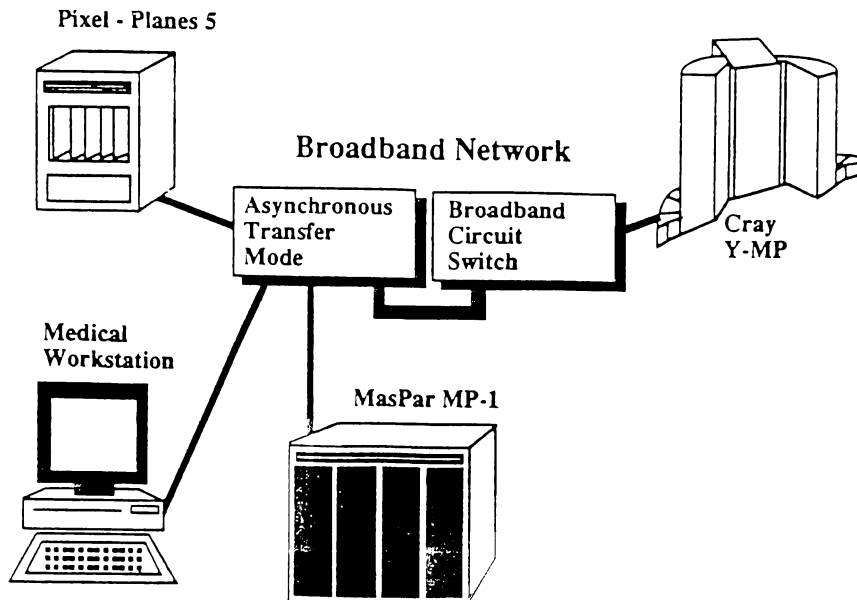 Pixel - Planes 5
Broadband Network
Asynchronous
Transfer
Mode
Broadband
Circuit
Switch
Cray
Y-MP
Medical
Workstation
MasPar MP-1